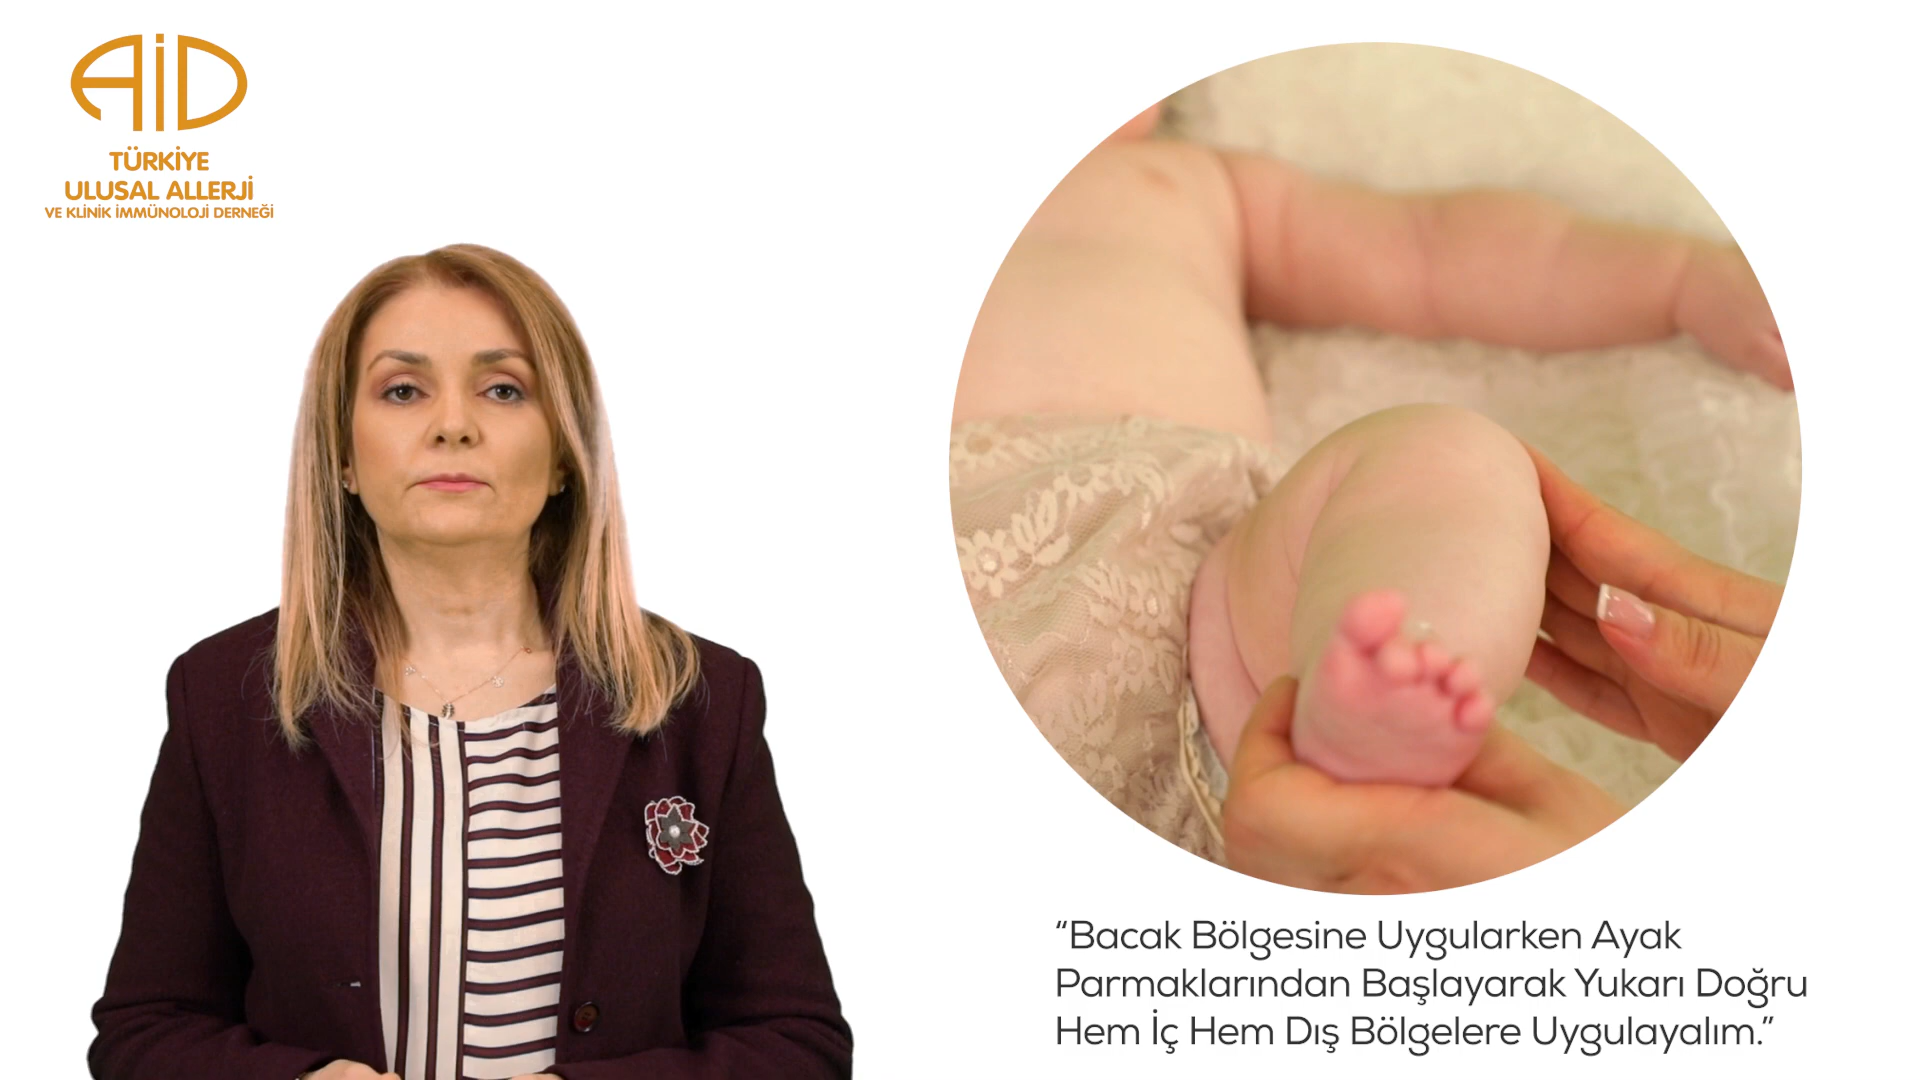 AİD
TÜRKİYE
ULUSAL ALLERJİ
VE KLİNİK İMMÜNOLOJİ DERNEĞİ
“Bacak Bölgesine Uygularken Ayak
Parmaklarından Başlayarak Yukarı Doğru
Hem İç Hem Dış Bölgelere Uygulayalım.”